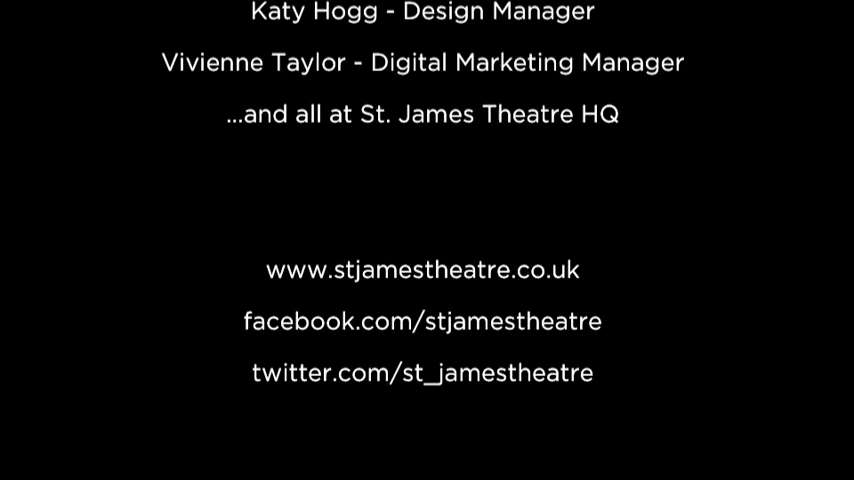 Katy Hogg - Design Manager
Vivienne Taylor - Digital Marketing Manager
...and all at St. James Theatre HQ
www.stjamestheatre.co.uk
facebook.com/stjamestheatre
twitter.com/st_jamestheatre